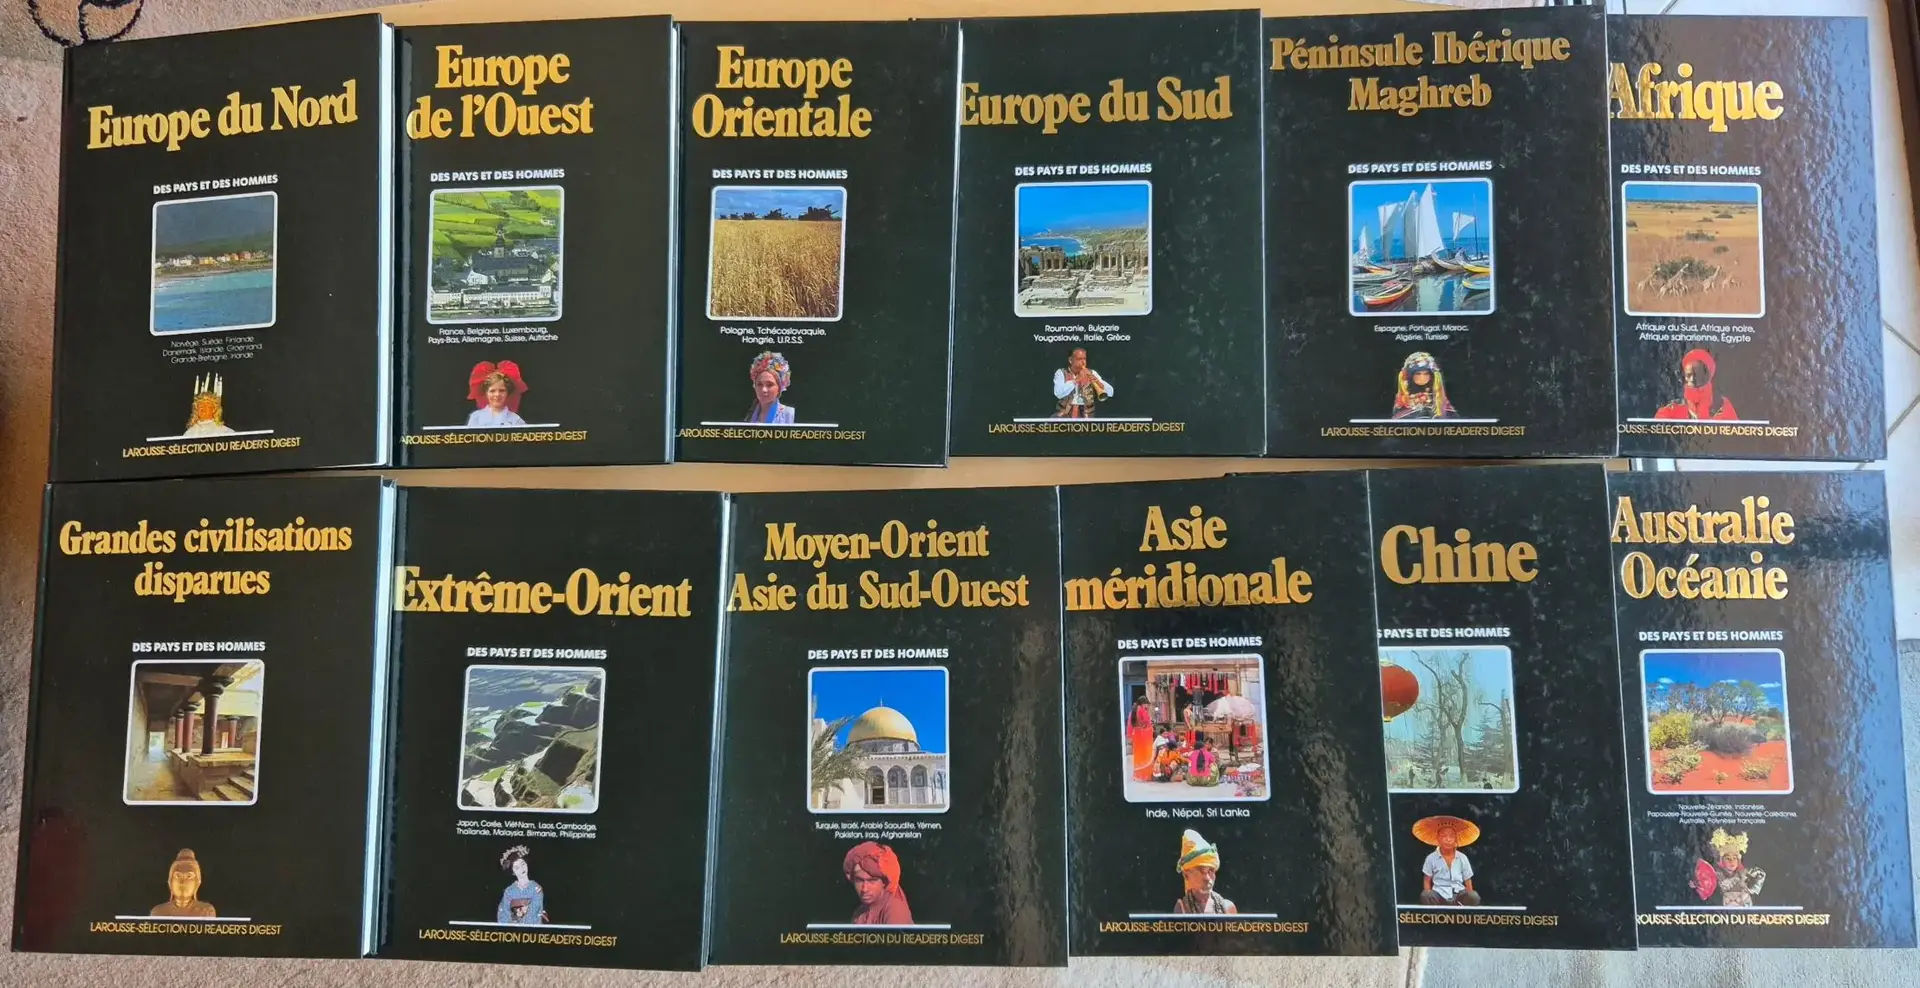 Europe du Nord
DES PAYS ET DES HOMMES
Norvège, Suède, Finlande
Danemark, Islande, Groenland,
Grande-Bretagne, Irlande
LAROUSSE-SÉLECTION DU READER'S DIGEST
Europe
de l'Ouest
DES PAYS ET DES HOMMES
France, Belgique, Luxembourg,
Pays-Bas, Allemagne, Suisse, Autriche
AROUSSE-SÉLECTION DU READER'S DIGEST
Europe
Orientale
DES PAYS ET DES HOMMES
Pologne, Tchécoslovaquie,
Hongrie, U.R.S.S.
LAROUSSE-SÉLECTION DU READER'S DIGEST
Europe du Sud
DES PAYS ET DES HOMMES
Roumanie, Bulgarie
Yougoslavie, Italie, Grèce
LAROUSSE-SÉLECTION DU READER'S DIGEST
Péninsule Ibérique
Maghreb
DES PAYS ET DES HOMMES
Espagne, Portugal, Maroc,
Algérie, Tunisie
LAROUSSE-SÉLECTION DU READER'S DIGEST
Afrique
DES PAYS ET DES HOMMES
Afrique du Sud, Afrique noire,
Afrique saharienne, Égypte
OUSSE-SÉLECTION DU READER'S DIGEST
Grandes civilisations
disparues
DES PAYS ET DES HOMMES
LAROUSSE-SÉLECTION DU READER'S DIGEST
Extrême-Orient
DES PAYS ET DES HOMMES
Japon, Corée, Viêt-Nam, Laos, Cambodge,
Thaïlande, Malaysia, Birmanie, Philippines
LAROUSSE-SÉLECTION DU READER'S DIGEST
Moyen-Orient
Asie du Sud-Ouest
DES PAYS ET DES HOMMES
Turquie, Israël, Arabie Saoudite, Yémen,
Pakistan, Iraq, Afghanistan
LAROUSSE-SÉLECTION DU READER'S DIGEST
Asie
méridionale
DES PAYS ET DES HOMMES
Inde, Népal, Sri Lanka
LAROUSSE-SÉLECTION DU READER'S DIGEST
Chine
S PAYS ET DES HOMMES
-SÉLECTION DU READER'S DIGEST
Australie
Océanie
DES PAYS ET DES HOMMES
Nouvelle-Zélande, Indonésie,
Papouasie-Nouvelle-Guinée, Nouvelle-Calédonie,
Australie, Polynésie française
ROUSSE-SÉLECTION DU READER'S DIGEST